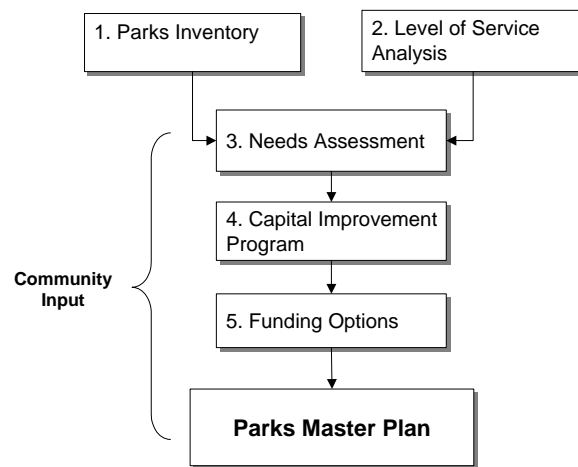 1. Parks Inventory
2. Level of Service
Analysis
3. Needs Assessment
4. Capital Improvement
Program
Community
Input
5. Funding Options
Parks Master Plan